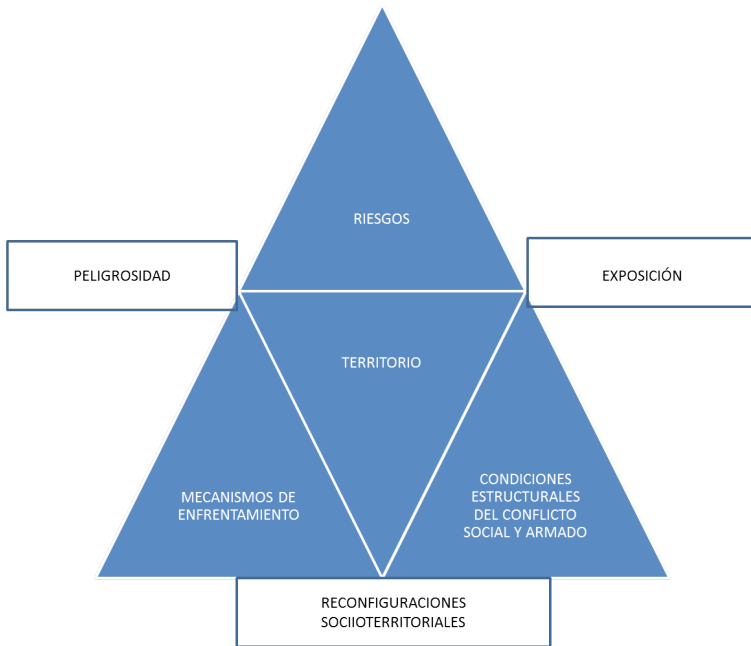 RIESGOS
PELIGROSIDAD
EXPOSICIÓN
TERRITORIO
MECANISMOS DE
ENFRENTAMIENTO
CONDICIONES
ESTRUCTURALES
DEL CONFLICTO
SOCIAL Y ARMADO
RECONFIGURACIONES
SOCIIOTERRITORIALES